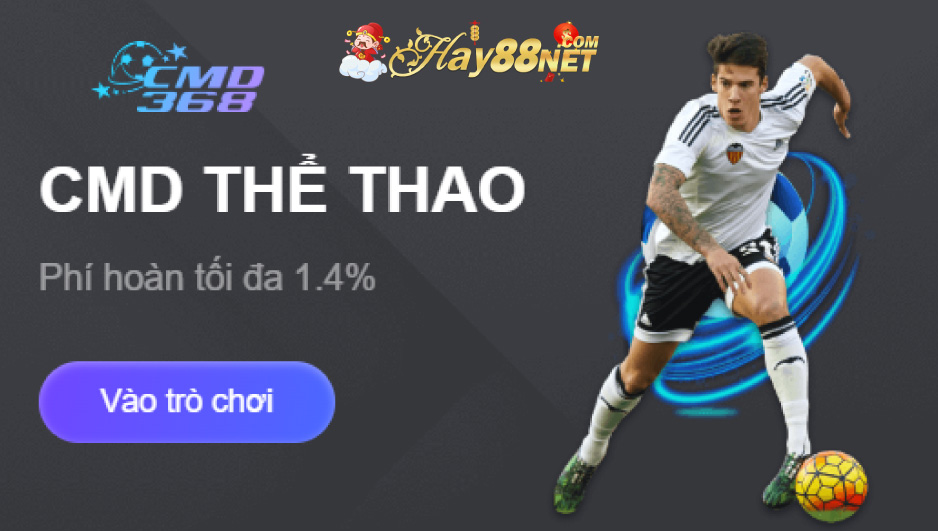 CMD
368
Hay88NET
.COM
CMD THỂ THAO
Phí hoàn tối đa 1.4%
Vào trò chơi